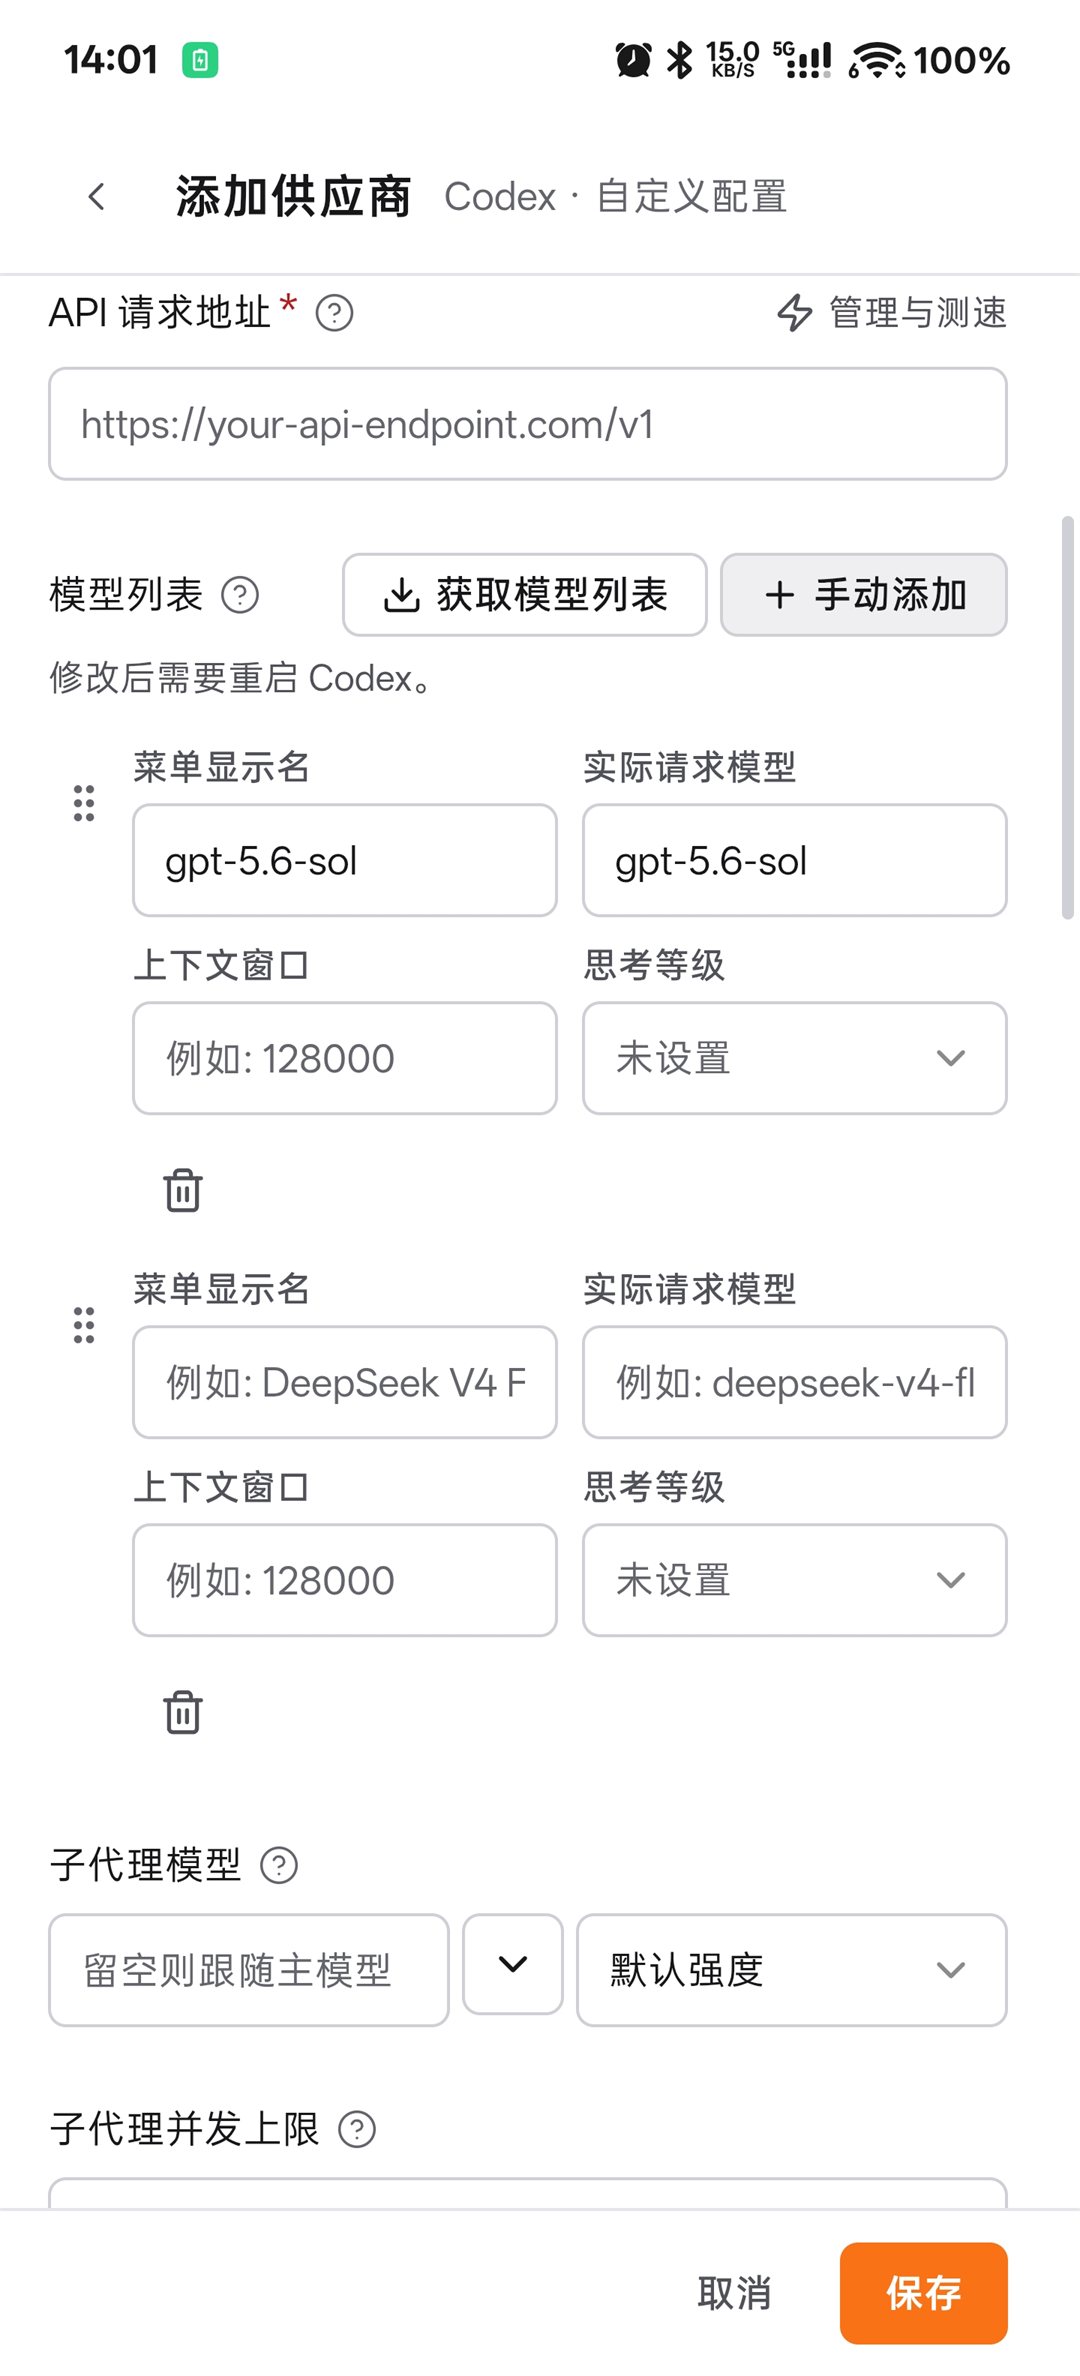 14:01 15.0 KB/S 5G 6 100%
添加供应商 Codex · 自定义配置
API 请求地址 * ? 管理与测速
https://your-api-endpoint.com/v1
模型列表 ? 获取模型列表 + 手动添加
修改后需要重启 Codex。
菜单显示名 实际请求模型
gpt-5.6-sol gpt-5.6-sol
上下文窗口 思考等级
例如: 128000 未设置
菜单显示名 实际请求模型
例如: DeepSeek V4 F 例如: deepseek-v4-fl
上下文窗口 思考等级
例如: 128000 未设置
子代理模型 ?
留空则跟随主模型 默认强度
子代理并发上限 ?
取消 保存